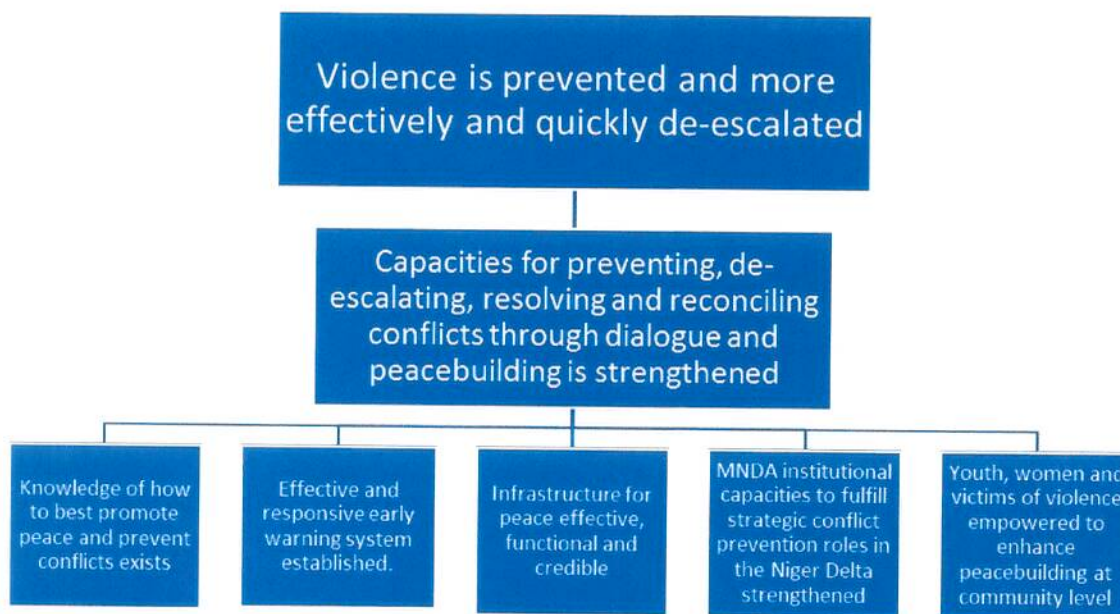 Violence is prevented and more
effectively and quickly de-escalated
Capacities for preventing, de-
escalating, resolving and reconciling
conflicts through dialogue and
peacebuilding is strengthened
Knowledge of how
to best promote
peace and prevent
conflicts exists
Effective and
responsive early
warning system
established.
Infrastructure for
peace effective,
functional and
credible
MNDA institutional
capacities to fulfill
strategic conflict
prevention roles in
the Niger Delta
strengthened
Youth, women and
victims of violence
empowered to
enhance
peacebuilding at
community level